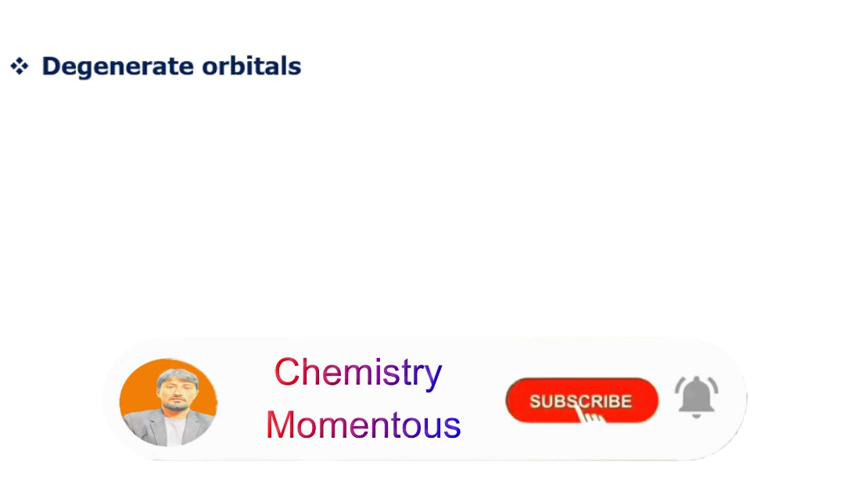 ❖ Degenerate orbitals
Chemistry
Momentous
SUBSCRIBE